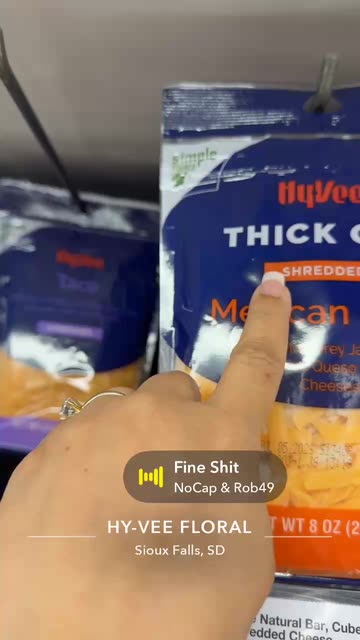 simple
HyVee
THICK C
SHREDDED
HyVee
Taco
Me can
rey Ja
Queso
Cheese
Fine Shit
NoCap & Rob49
HY-VEE FLORAL
Sioux Falls, SD
T WT 8 OZ (2
Natural Bar, Cube
edded Cheese